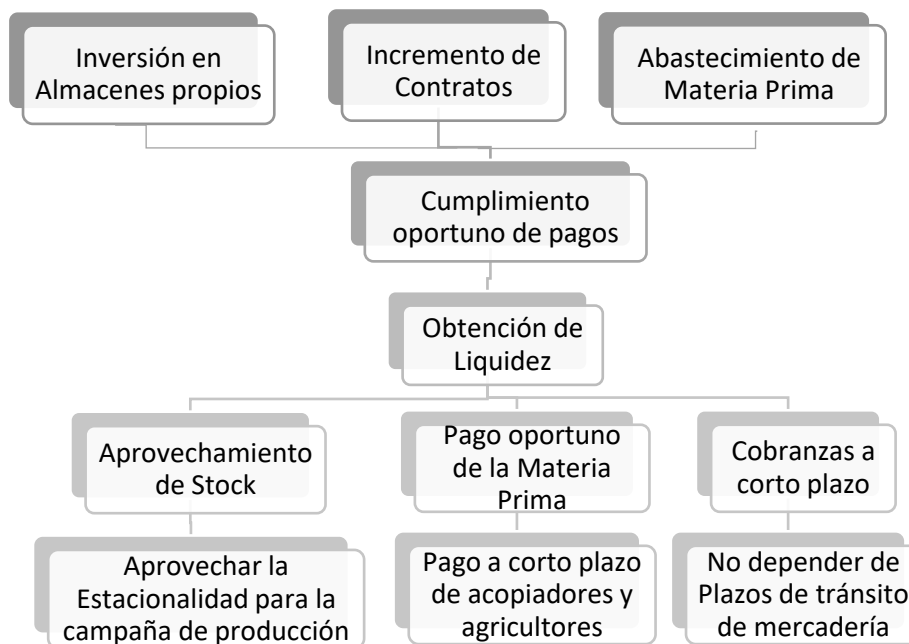 Inversión en
Almacenes propios
Incremento de
Contratos
Abastecimiento de
Materia Prima
Cumplimiento
oportuno de pagos
Obtención de
Liquidez
Aprovechamiento
de Stock
Pago oportuno
de la Materia
Prima
Cobranzas a
corto plazo
Aprovechar la
Estacionalidad para la
campaña de producción
Pago a corto plazo
de acopiadores y
agricultores
No depender de
Plazos de tránsito
de mercadería